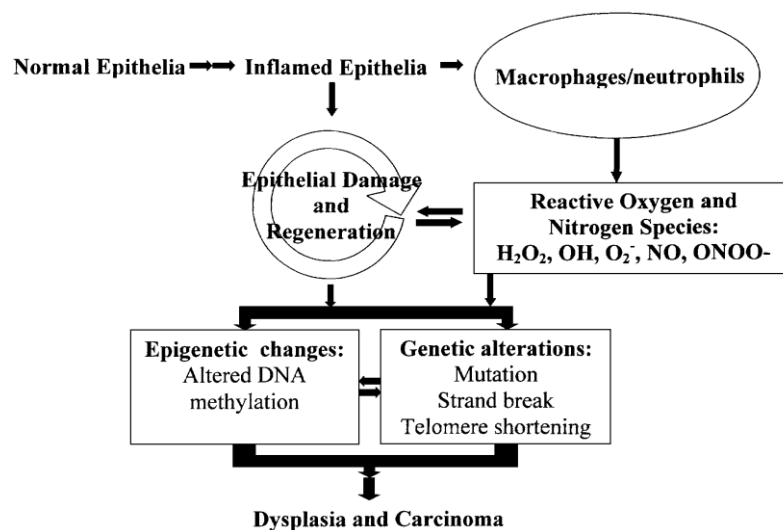 Normal Epithelia
Inflamed Epithelia
Macrophages/neutrophils
Epithelial Damage
and
Regeneration
Reactive Oxygen and
Nitrogen Species:
H₂O₂, OH, O₂⁻, NO, ONOO-
Epigenetic changes:
Altered DNA
methylation
Genetic alterations:
Mutation
Strand break
Telomere shortening
Dysplasia and Carcinoma